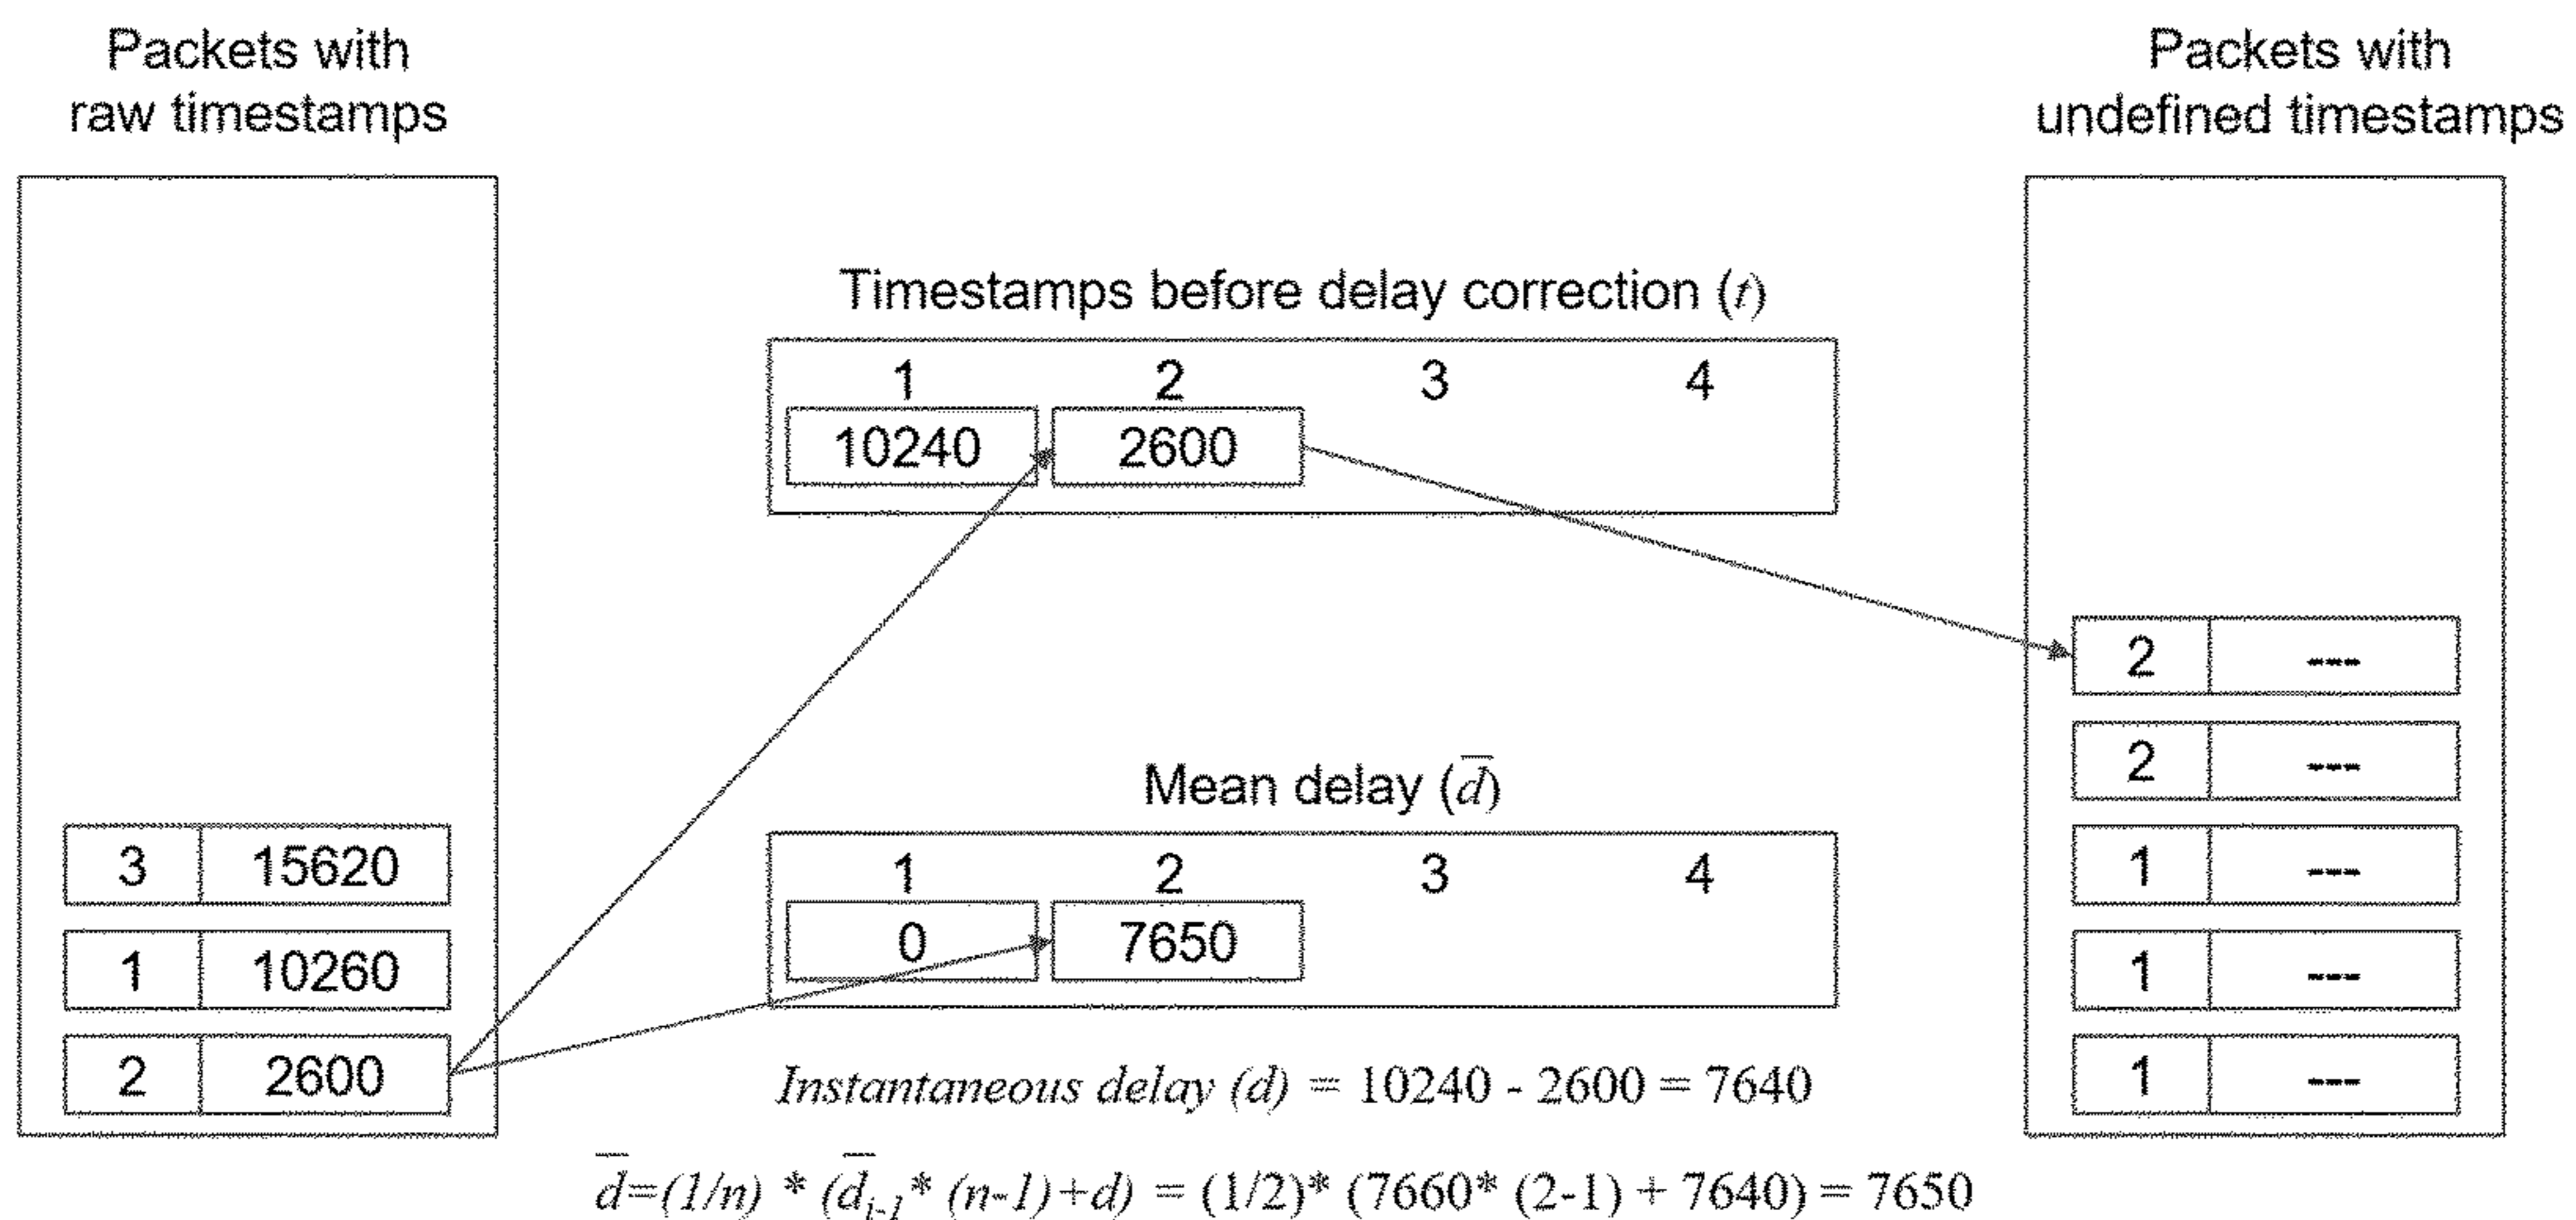 Packets with
raw timestamps
Packets with
undefined timestamps
Timestamps before delay correction (t)
1 2 3 4
10240 2600
2 ---
2 ---
Mean delay (d̅)
3 15620
1 2 3 4
1 ---
0 7650
1 10260
1 ---
2 2600
Instantaneous delay (d) = 10240 - 2600 = 7640
1 ---
d̅=(1/n) * (d̅i-1* (n-1)+d) = (1/2)* (7660* (2-1) + 7640) = 7650